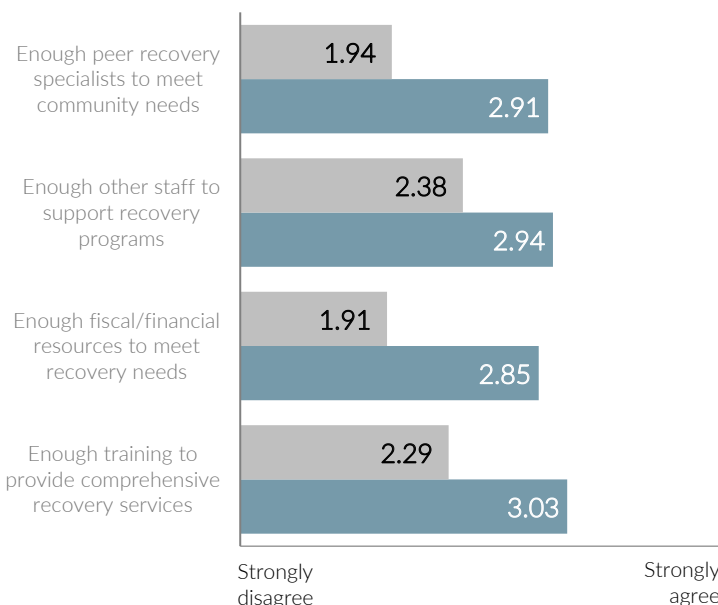 Enough peer recovery
specialists to meet
community needs
1.94
2.91
Enough other staff to
support recovery
programs
2.38
2.94
Enough fiscal/financial
resources to meet
recovery needs
1.91
2.85
Enough training to
provide comprehensive
recovery services
2.29
3.03
Strongly
disagree
Strongly
agree